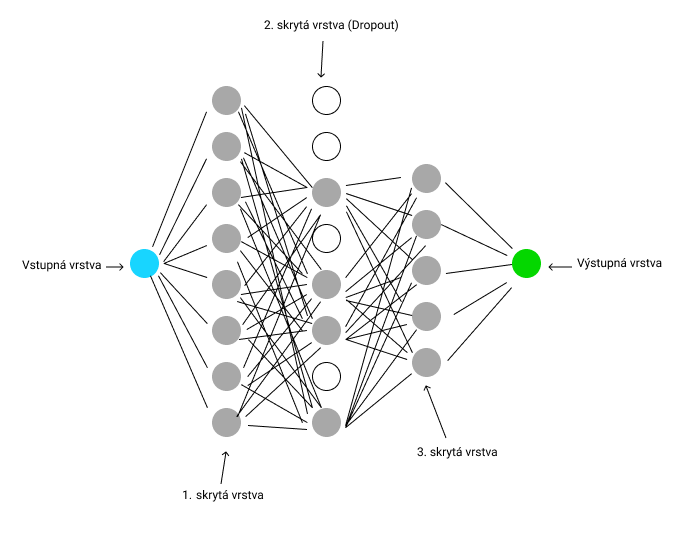 2. skrytá vrstva (Dropout)
Vstupná vrstva
Výstupná vrstva
3. skrytá vrstva
1. skrytá vrstva